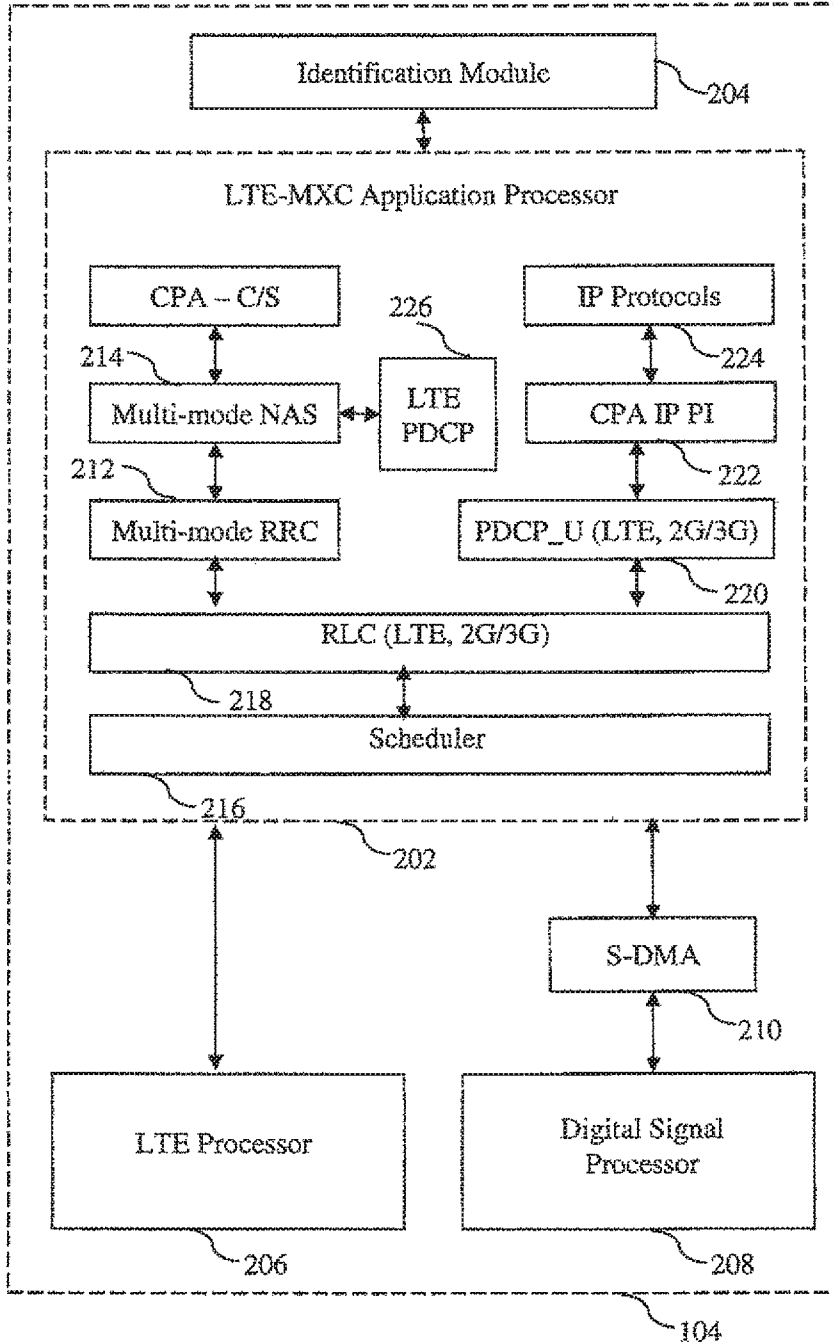 Identification Module
204
LTE-MXC Application Processor
CPA – C/S
IP Protocols
226
224
214
LTE
PDCP
Multi-mode NAS
CPA IP PI
222
212
Multi-mode RRC
PDCP_U (LTE, 2G/3G)
220
RLC (LTE, 2G/3G)
218
Scheduler
216
202
S-DMA
210
LTE Processor
Digital Signal
Processor
206
208
104